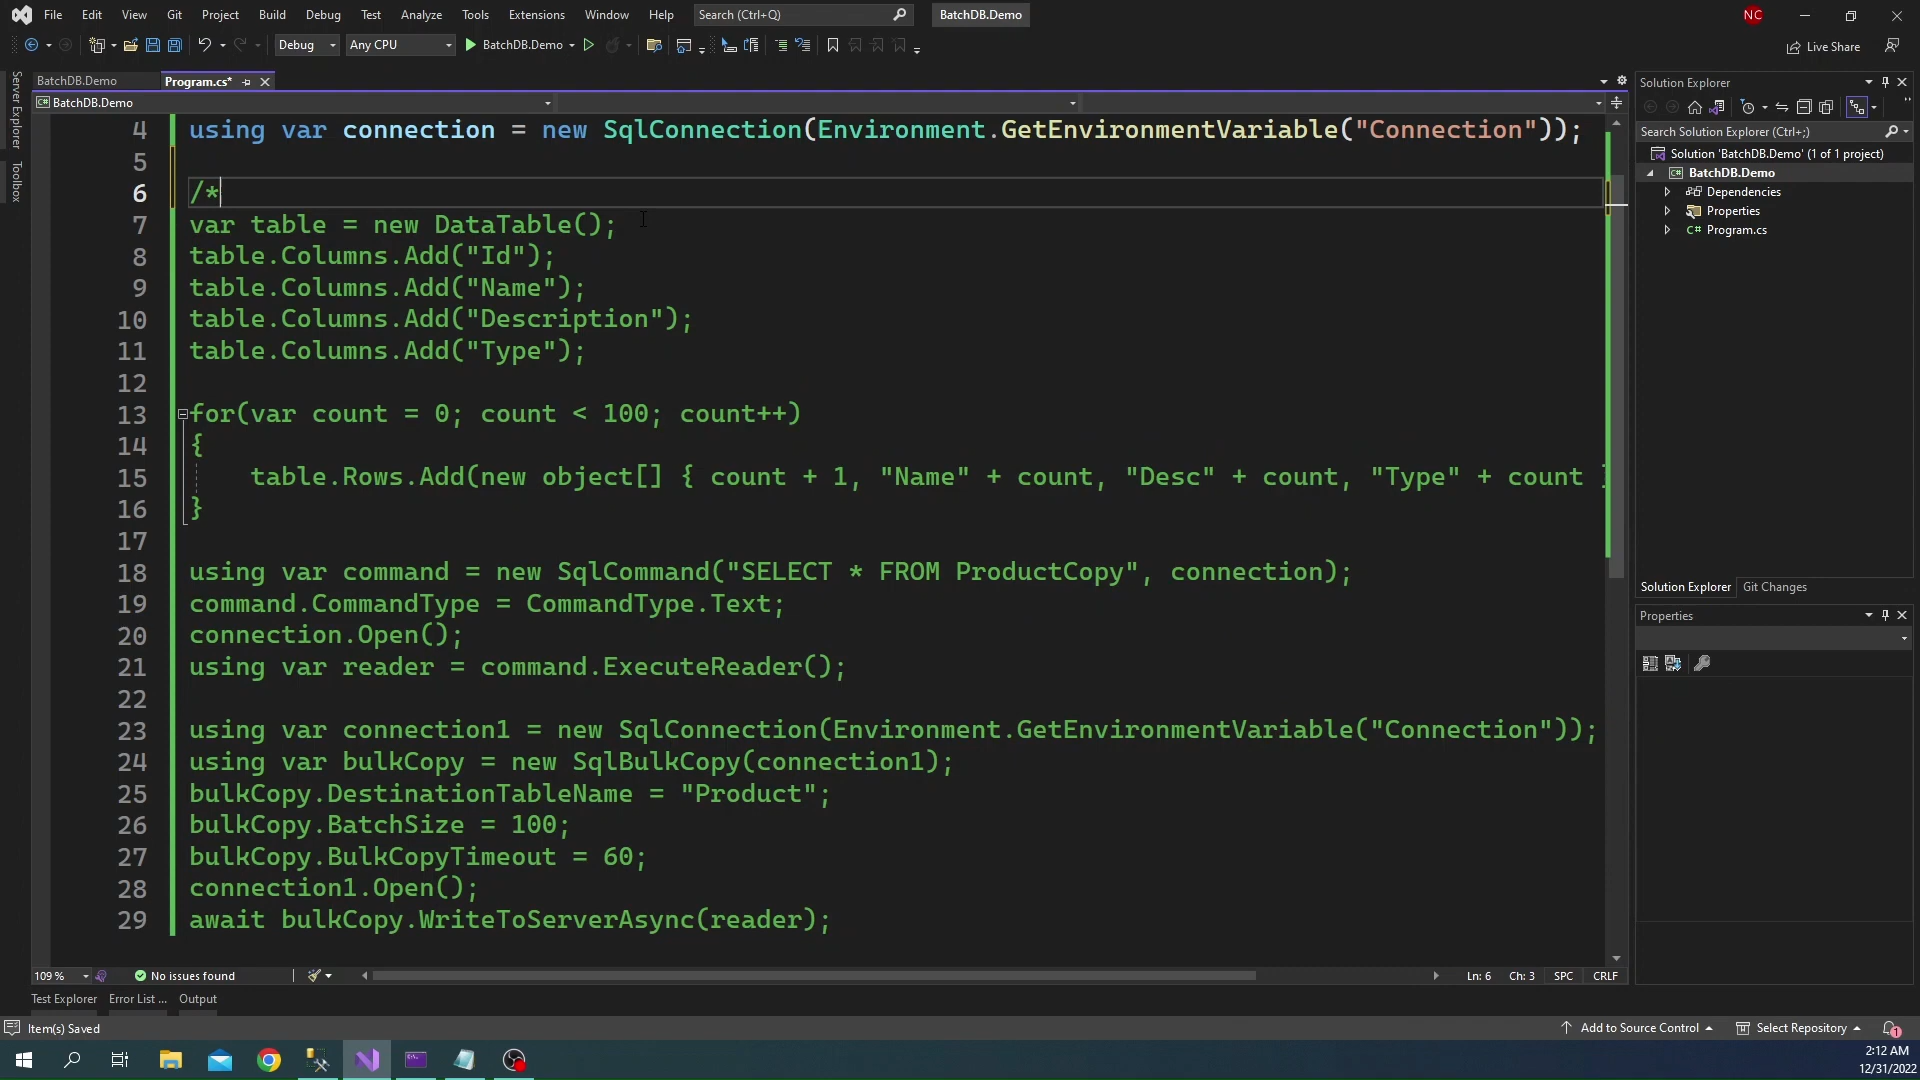 File Edit View Git Project Build Debug Test Analyze Tools Extensions Window Help Search (Ctrl+Q) BatchDB.Demo NC
Debug Any CPU BatchDB.Demo Live Share
Server Explorer
Toolbox
BatchDB.Demo Program.cs*
C# BatchDB.Demo
4 using var connection = new SqlConnection(Environment.GetEnvironmentVariable("Connection"));
5
6 /*
7 var table = new DataTable();
8 table.Columns.Add("Id");
9 table.Columns.Add("Name");
10 table.Columns.Add("Description");
11 table.Columns.Add("Type");
12
13 for(var count = 0; count < 100; count++)
14 {
15 table.Rows.Add(new object[] { count + 1, "Name" + count, "Desc" + count, "Type" + count
16 }
17
18 using var command = new SqlCommand("SELECT * FROM ProductCopy", connection);
19 command.CommandType = CommandType.Text;
20 connection.Open();
21 using var reader = command.ExecuteReader();
22
23 using var connection1 = new SqlConnection(Environment.GetEnvironmentVariable("Connection"));
24 using var bulkCopy = new SqlBulkCopy(connection1);
25 bulkCopy.DestinationTableName = "Product";
26 bulkCopy.BatchSize = 100;
27 bulkCopy.BulkCopyTimeout = 60;
28 connection1.Open();
29 await bulkCopy.WriteToServerAsync(reader);
109 % No issues found Ln: 6 Ch: 3 SPC CRLF
Test Explorer Error List ... Output
Solution Explorer
Search Solution Explorer (Ctrl+;)
Solution 'BatchDB.Demo' (1 of 1 project)
C# BatchDB.Demo
Dependencies
Properties
C# Program.cs
Solution Explorer Git Changes
Properties
Item(s) Saved Add to Source Control Select Repository 1
2:12 AM
12/31/2022